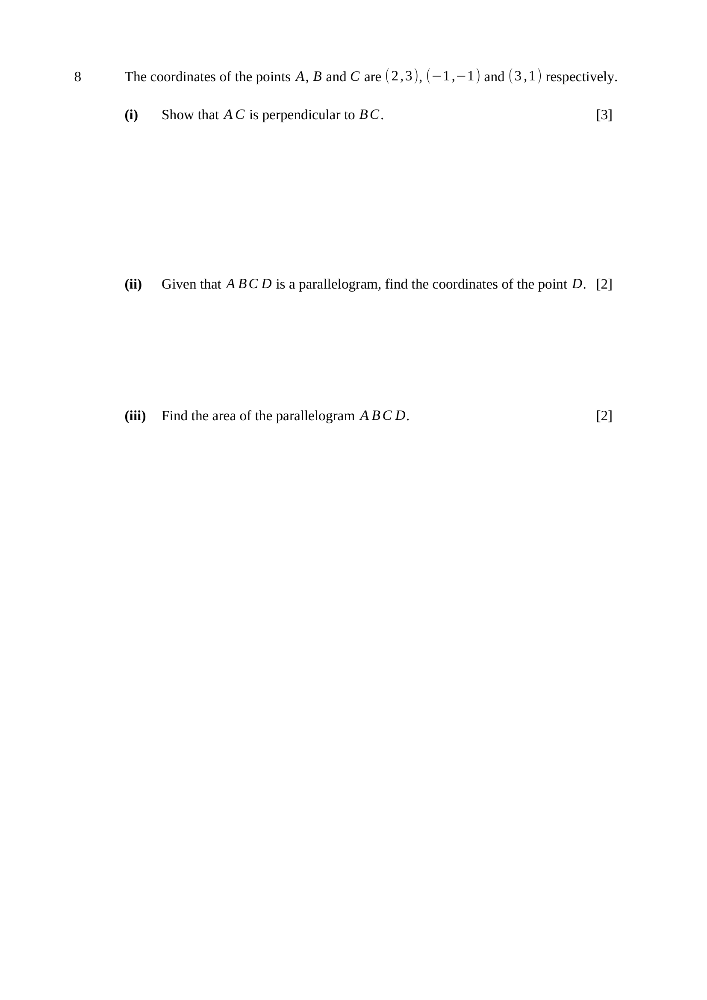 8 The coordinates of the points A, B and C are (2,3), (−1,−1) and (3,1) respectively.
(i) Show that AC is perpendicular to BC. [3]
(ii) Given that ABCD is a parallelogram, find the coordinates of the point D. [2]
(iii) Find the area of the parallelogram ABCD. [2]